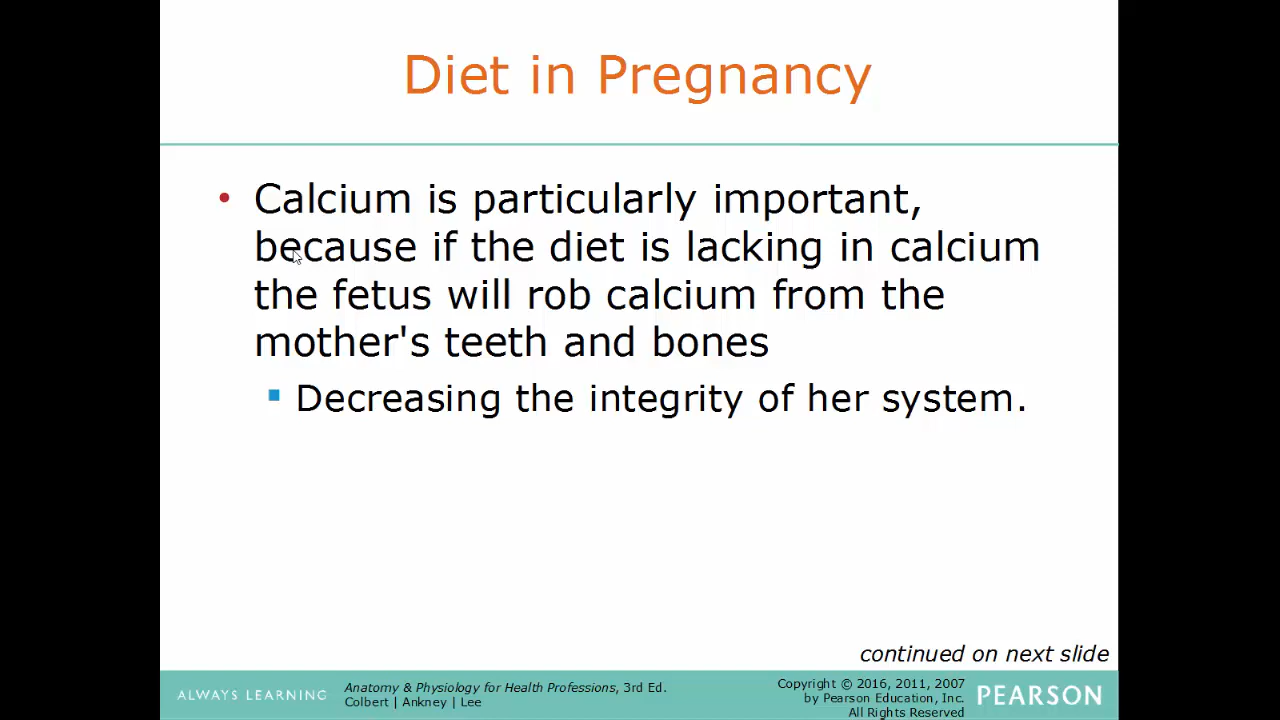 Diet in Pregnancy
• Calcium is particularly important,
because if the diet is lacking in calcium
the fetus will rob calcium from the
mother's teeth and bones
▪ Decreasing the integrity of her system.
continued on next slide
ALWAYS LEARNING
Anatomy & Physiology for Health Professions, 3rd Ed.
Colbert | Ankney | Lee
Copyright © 2016, 2011, 2007
by Pearson Education, Inc.
All Rights Reserved
PEARSON